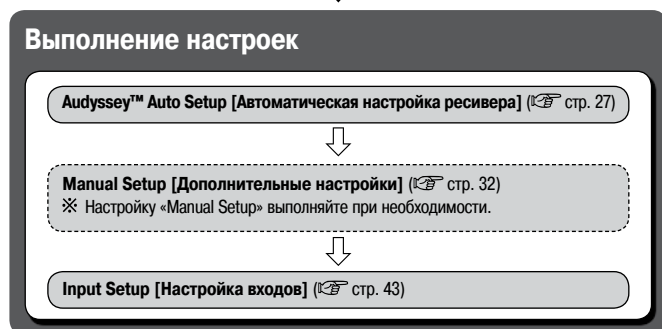 Выполнение настроек
Audyssey™ Auto Setup [Автоматическая настройка ресивера] (☞ стр. 27)
Manual Setup [Дополнительные настройки] (☞ стр. 32)
※ Настройку «Manual Setup» выполняйте при необходимости.
Input Setup [Настройка входов] (☞ стр. 43)